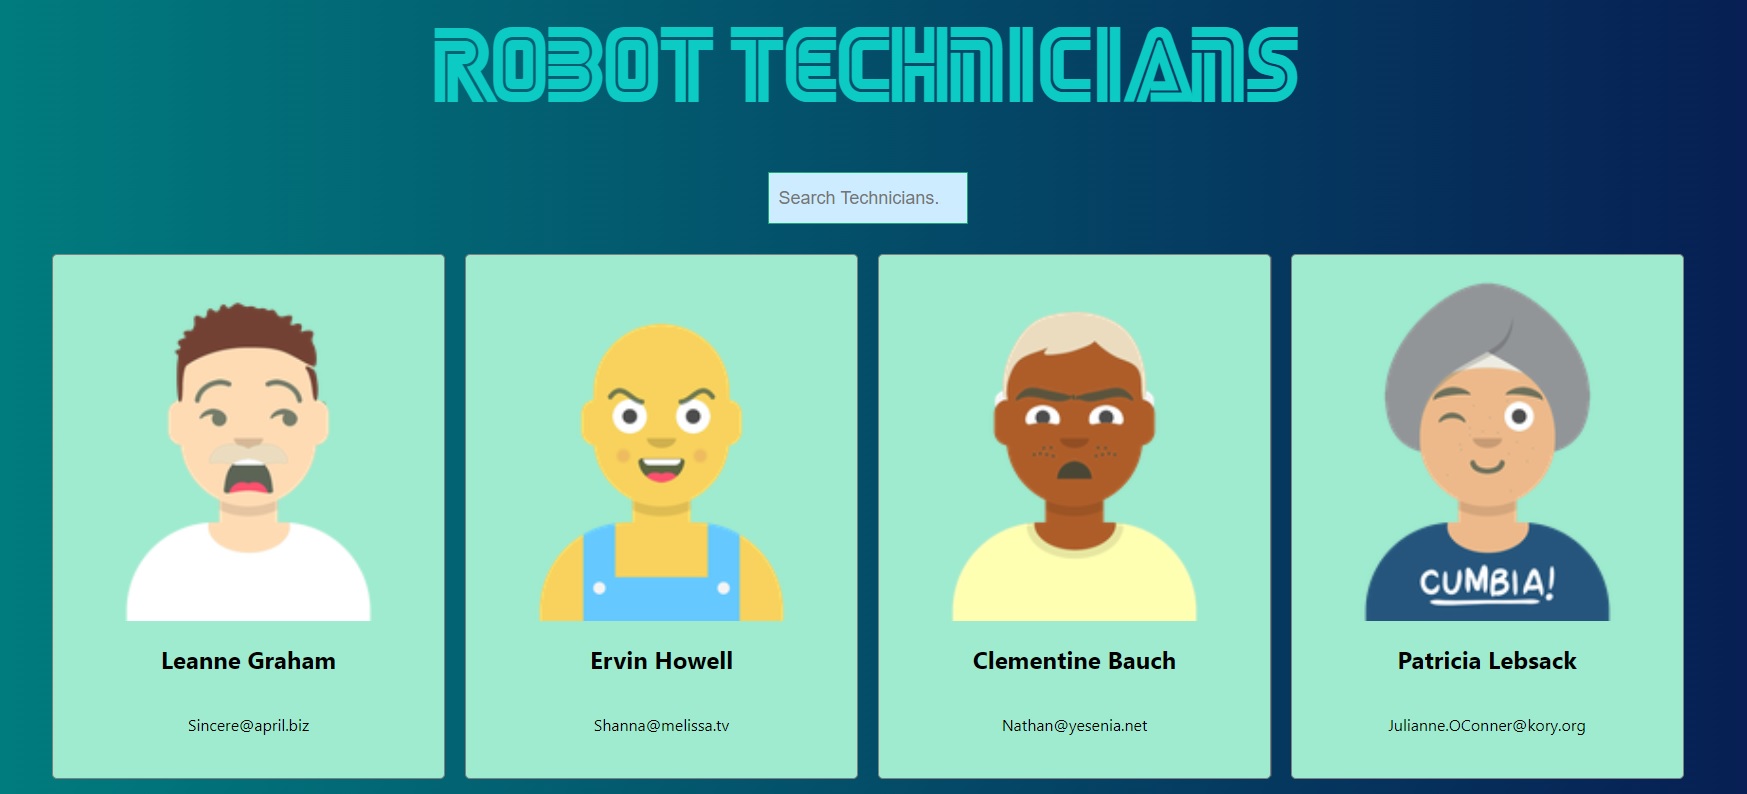 ROBOT TECHNICIANS
Search Technicians.
CUMBIA!
Leanne Graham
Ervin Howell
Clementine Bauch
Patricia Lebsack
Sincere@april.biz
Shanna@melissa.tv
Nathan@yesenia.net
Julianne.OConner@kory.org